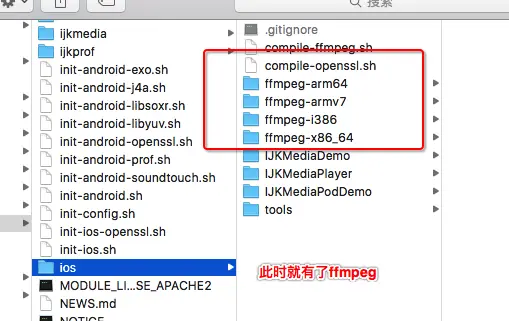 搜索
ijkmedia
ijkprof
init-android-exo.sh
init-android-j4a.sh
init-android-libsoxr.sh
init-android-libyuv.sh
init-android-openssl.sh
init-android-prof.sh
init-android-soundtouch.sh
init-android.sh
init-config.sh
init-ios-openssl.sh
init-ios.sh
ios
MODULE_LI...SE_APACHE2
NEWS.md
NOTICE
.gitignore
compile-ffmpeg.sh
compile-openssl.sh
ffmpeg-arm64
ffmpeg-armv7
ffmpeg-i386
ffmpeg-x86_64
IJKMediaDemo
IJKMediaPlayer
IJKMediaPodDemo
tools
此时就有了ffmpeg